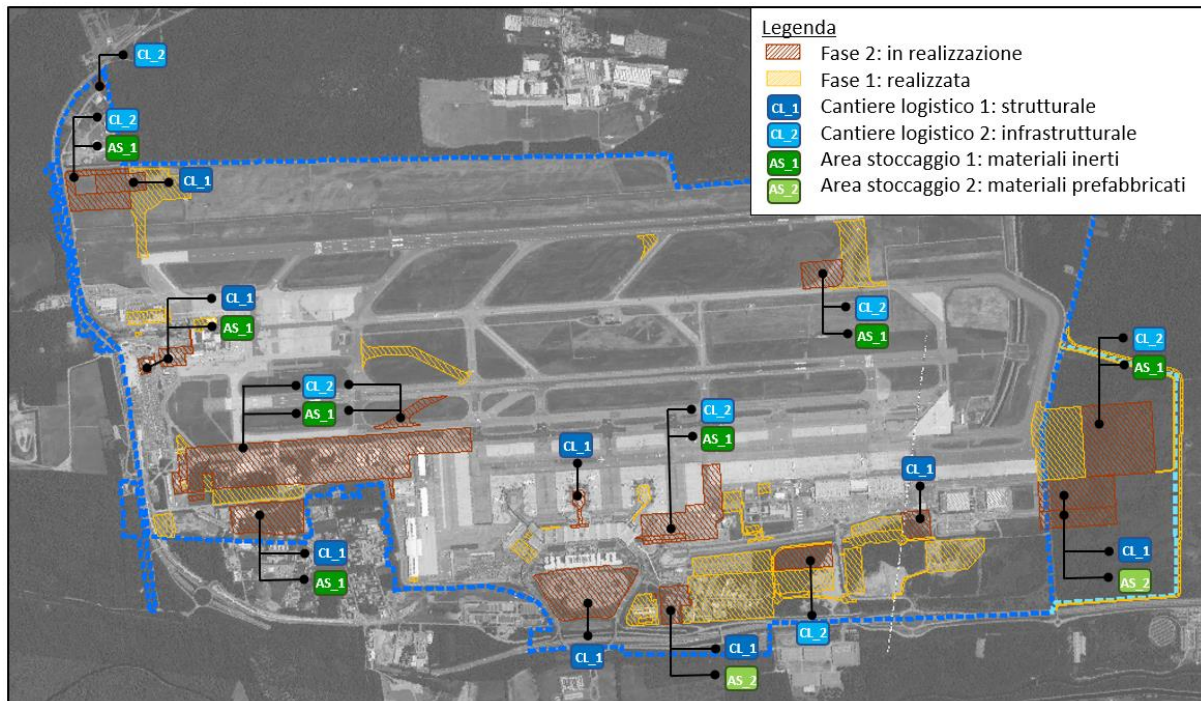 Legenda
Fase 2: in realizzazione
Fase 1: realizzata
CL_1 Cantiere logistico 1: strutturale
CL_2 Cantiere logistico 2: infrastrutturale
AS_1 Area stoccaggio 1: materiali inerti
AS_2 Area stoccaggio 2: materiali prefabbricati
CL_2
CL_2
AS_1
CL_1
CL_1
AS_1
CL_2
AS_1
CL_2
AS_1
CL_2
AS_1
CL_2
AS_1
CL_1
CL_1
CL_1
AS_1
CL_1
AS_2
CL_2
CL_1
CL_1
AS_2